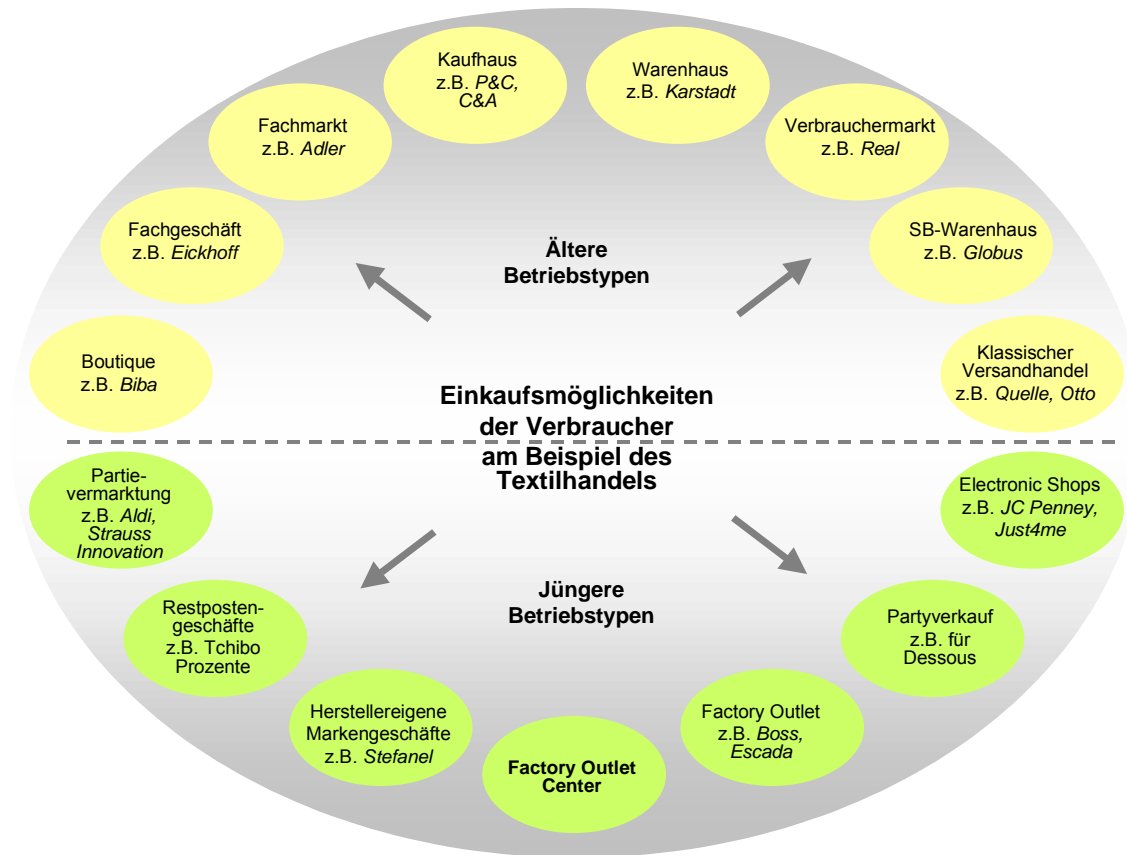 Kaufhaus
z.B. P&C,
C&A
Warenhaus
z.B. Karstadt
Fachmarkt
z.B. Adler
Verbrauchermarkt
z.B. Real
Fachgeschäft
z.B. Eickhoff
SB-Warenhaus
z.B. Globus
Ältere
Betriebstypen
Boutique
z.B. Biba
Klassischer
Versandhandel
z.B. Quelle, Otto
Einkaufsmöglichkeiten
der Verbraucher
am Beispiel des
Textilhandels
Partie-
vermarktung
z.B. Aldi,
Strauss
Innovation
Electronic Shops
z.B. JC Penney,
Just4me
Jüngere
Betriebstypen
Restposten-
geschäfte
z.B. Tchibo
Prozente
Partyverkauf
z.B. für
Dessous
Herstellereigene
Markengeschäfte
z.B. Stefanel
Factory Outlet
z.B. Boss,
Escada
Factory Outlet
Center